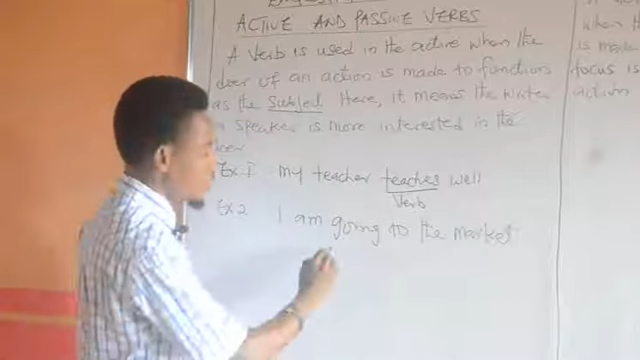 ACTIVE AND PASSIVE VERBS
A verb is used in the active when the
doer of an action is made to function
as the subject Here, it means the writer
speaker is more interested in the
Ex 1 my teacher teaches well
Verb
Ex 2 I am going to the market
when t
is made
focus is
action